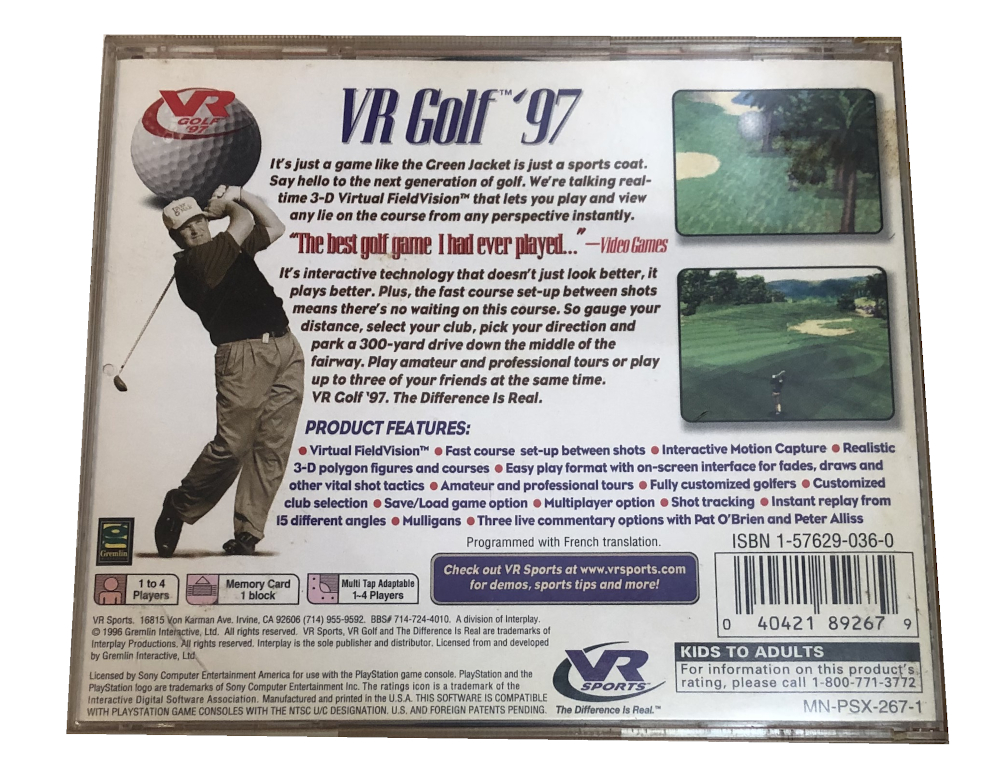 VR
GOLF
'97
VR Golf™ '97
It's just a game like the Green Jacket is just a sports coat.
Say hello to the next generation of golf. We're talking real-
time 3-D Virtual FieldVision™ that lets you play and view
any lie on the course from any perspective instantly.
"The best golf game I had ever played..." —Video Games
It's interactive technology that doesn't just look better, it
plays better. Plus, the fast course set-up between shots
means there's no waiting on this course. So gauge your
distance, select your club, pick your direction and
park a 300-yard drive down the middle of the
fairway. Play amateur and professional tours or play
up to three of your friends at the same time.
VR Golf '97. The Difference Is Real.
PRODUCT FEATURES:
• Virtual FieldVision™ • Fast course set-up between shots • Interactive Motion Capture • Realistic
3-D polygon figures and courses • Easy play format with on-screen interface for fades, draws and
other vital shot tactics • Amateur and professional tours • Fully customized golfers • Customized
club selection • Save/Load game option • Multiplayer option • Shot tracking • Instant replay from
15 different angles • Mulligans • Three live commentary options with Pat O'Brien and Peter Alliss
Programmed with French translation.
ISBN 1-57629-036-0
Gremlin
1 to 4
Players
Memory Card
1 block
Multi Tap Adaptable
1-4 Players
Check out VR Sports at www.vrsports.com
for demos, sports tips and more!
0 40421 89267 9
VR Sports. 16815 Von Karman Ave. Irvine, CA 92606 (714) 955-9592. BBS# 714-724-4010. A division of Interplay.
© 1996 Gremlin Interactive, Ltd. All rights reserved. VR Sports, VR Golf and The Difference Is Real are trademarks of
Interplay Productions. All rights reserved. Interplay is the sole publisher and distributor. Licensed from and developed
by Gremlin Interactive, Ltd.
Licensed by Sony Computer Entertainment America for use with the PlayStation game console. PlayStation and the
PlayStation logo are trademarks of Sony Computer Entertainment Inc. The ratings icon is a trademark of the
Interactive Digital Software Association. Manufactured and printed in the U.S.A. THIS SOFTWARE IS COMPATIBLE
WITH PLAYSTATION GAME CONSOLES WITH THE NTSC U/C DESIGNATION. U.S. AND FOREIGN PATENTS PENDING.
VR
SPORTS™
The Difference Is Real.™
KIDS TO ADULTS
For information on this product's
rating, please call 1-800-771-3772
MN-PSX-267-1